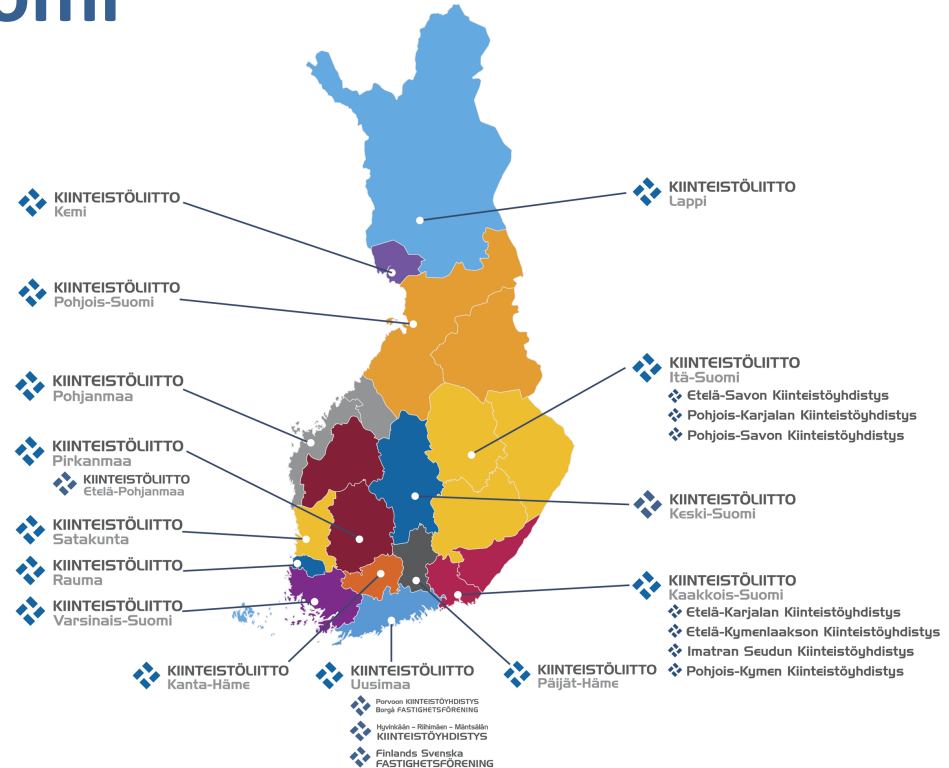 omi
KIINTEISTÖLIITTO
Kemi
KIINTEISTÖLIITTO
Pohjois-Suomi
KIINTEISTÖLIITTO
Pohjanmaa
KIINTEISTÖLIITTO
Pirkanmaa
KIINTEISTÖLIITTO
Etelä-Pohjanmaa
KIINTEISTÖLIITTO
Satakunta
KIINTEISTÖLIITTO
Rauma
KIINTEISTÖLIITTO
Varsinais-Suomi
KIINTEISTÖLIITTO
Kanta-Häme
KIINTEISTÖLIITTO
Uusimaa
Porvoon KIINTEISTÖYHDISTYS
Borgå FASTIGHETSFÖRENING
Hyvinkään – Riihimäen – Mäntsälän
KIINTEISTÖYHDISTYS
Finlands Svenska
FASTIGHETSFÖRENING
KIINTEISTÖLIITTO
Päijät-Häme
KIINTEISTÖLIITTO
Lappi
KIINTEISTÖLIITTO
Itä-Suomi
Etelä-Savon Kiinteistöyhdistys
Pohjois-Karjalan Kiinteistöyhdistys
Pohjois-Savon Kiinteistöyhdistys
KIINTEISTÖLIITTO
Keski-Suomi
KIINTEISTÖLIITTO
Kaakkois-Suomi
Etelä-Karjalan Kiinteistöyhdistys
Etelä-Kymenlaakson Kiinteistöyhdistys
Imatran Seudun Kiinteistöyhdistys
Pohjois-Kymen Kiinteistöyhdistys